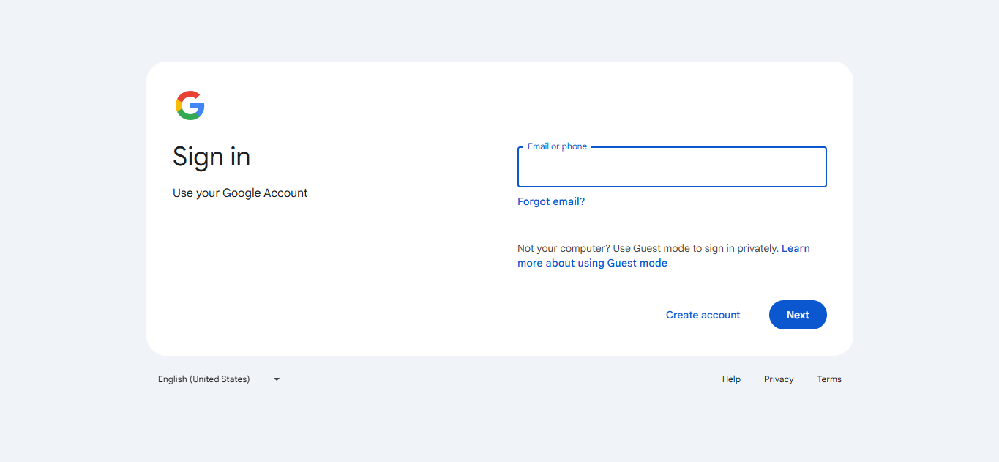 Sign in
Use your Google Account
Email or phone
Forgot email?
Not your computer? Use Guest mode to sign in privately. Learn
more about using Guest mode
Create account
Next
English (United States)
Help
Privacy
Terms